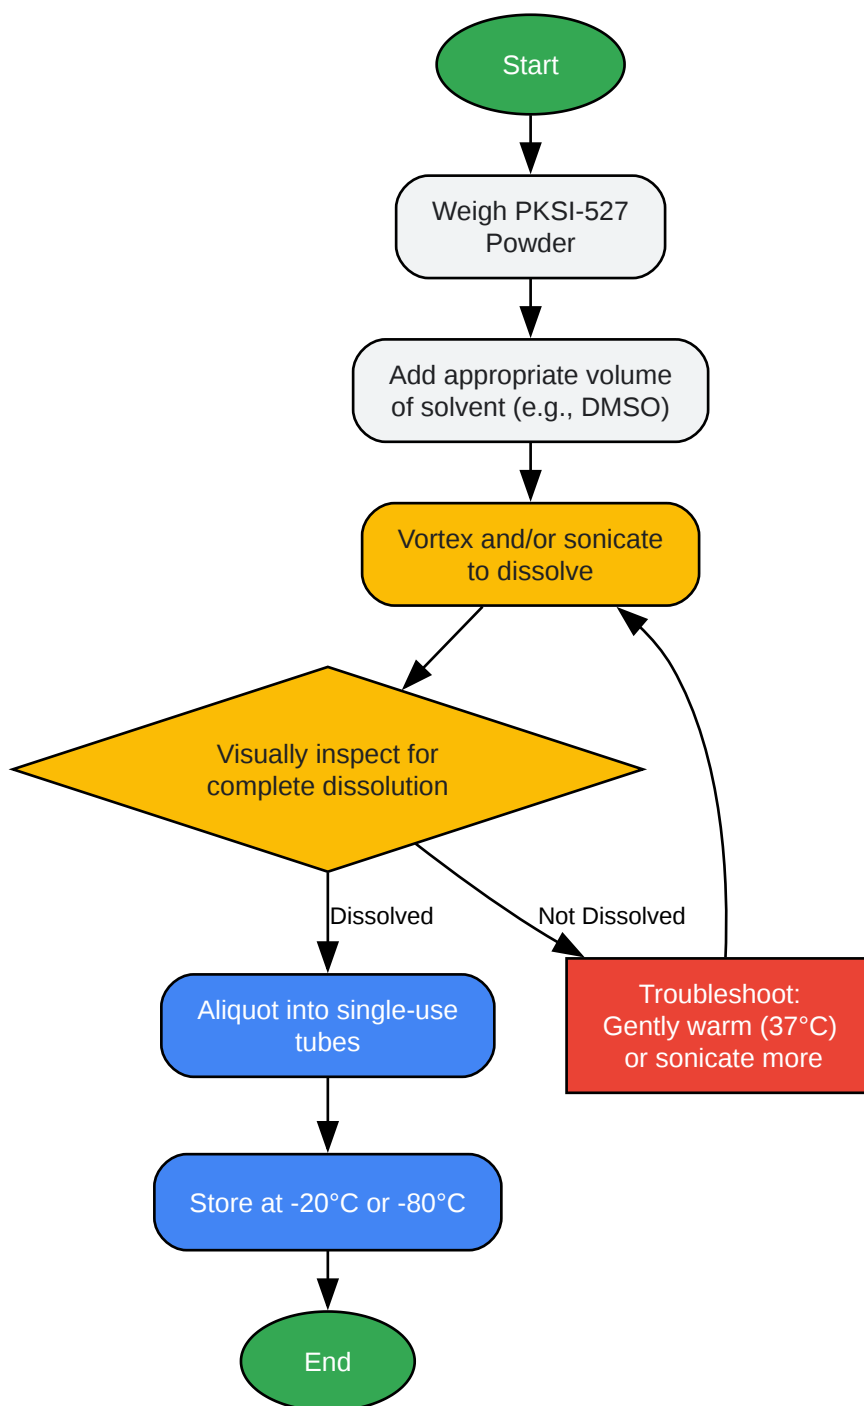 Start
Weigh PKSI-527
Powder
Add appropriate volume
of solvent (e.g., DMSO)
Vortex and/or sonicate
to dissolve
Visually inspect for
complete dissolution
Dissolved
Not Dissolved
Aliquot into single-use
tubes
Troubleshoot:
Gently warm (37°C)
or sonicate more
Store at -20°C or -80°C
End